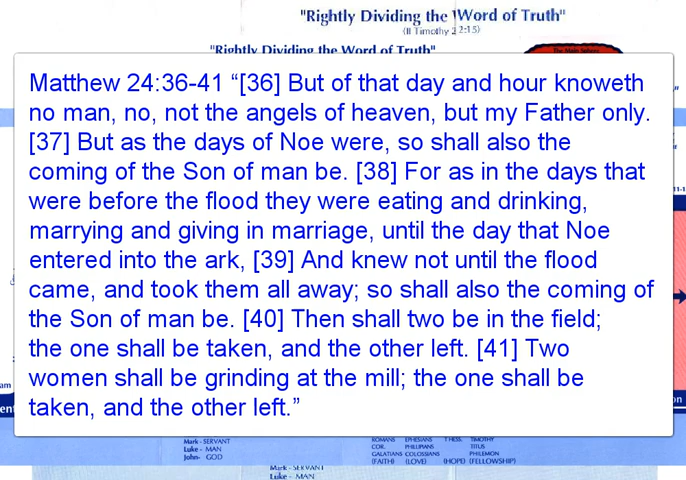 "Rightly Dividing the Word of Truth"
(II Timothy 2:15)
"Rightly Dividing the Word of Truth"
Matthew 24:36-41 “[36] But of that day and hour knoweth
no man, no, not the angels of heaven, but my Father only.
[37] But as the days of Noe were, so shall also the
coming of the Son of man be. [38] For as in the days that
were before the flood they were eating and drinking,
marrying and giving in marriage, until the day that Noe
entered into the ark, [39] And knew not until the flood
came, and took them all away; so shall also the coming of
the Son of man be. [40] Then shall two be in the field;
the one shall be taken, and the other left. [41] Two
women shall be grinding at the mill; the one shall be
taken, and the other left.”
Mark - SERVANT
Luke - MAN
John- GOD
ROMANS EPHESIANS THESS. TIMOTHY
COR. PHILIPPIANS TITUS
GALATIANS COLOSSIANS PHILEMON
(FAITH) (LOVE) (HOPE) (FELLOWSHIP)
Mark - SERVANT
Luke - MAN